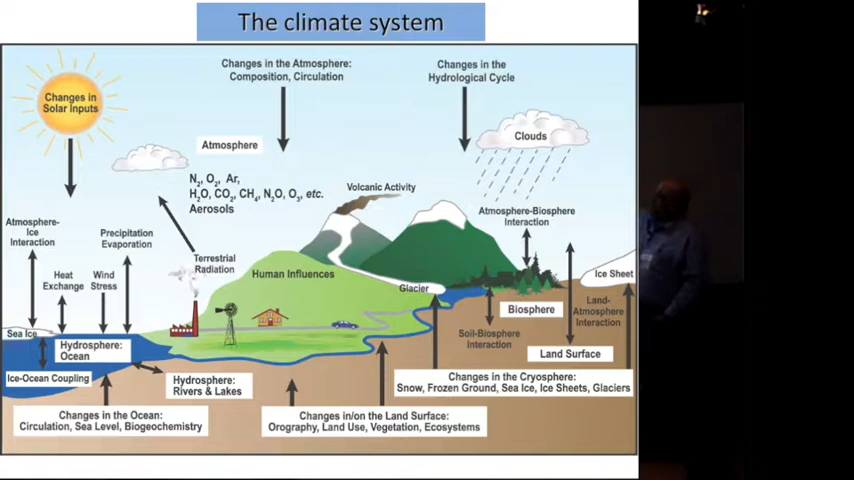 The climate system
Changes in the Atmosphere:
Composition, Circulation
Changes in the
Hydrological Cycle
Changes in
Solar Inputs
Clouds
Atmosphere
N2, O2, Ar,
H2O, CO2, CH4, N2O, O3, etc.
Aerosols
Volcanic Activity
Atmosphere-Biosphere
Interaction
Atmosphere-
Ice
Interaction
Precipitation
Evaporation
Terrestrial
Radiation
Heat
Exchange
Wind
Stress
Human Influences
Glacier
Ice Sheet
Biosphere
Land-
Atmosphere
Interaction
Soil-Biosphere
Interaction
Sea Ice
Hydrosphere:
Ocean
Land Surface
Ice-Ocean Coupling
Hydrosphere:
Rivers & Lakes
Changes in the Cryosphere:
Snow, Frozen Ground, Sea Ice, Ice Sheets, Glaciers
Changes in the Ocean:
Circulation, Sea Level, Biogeochemistry
Changes in/on the Land Surface:
Orography, Land Use, Vegetation, Ecosystems